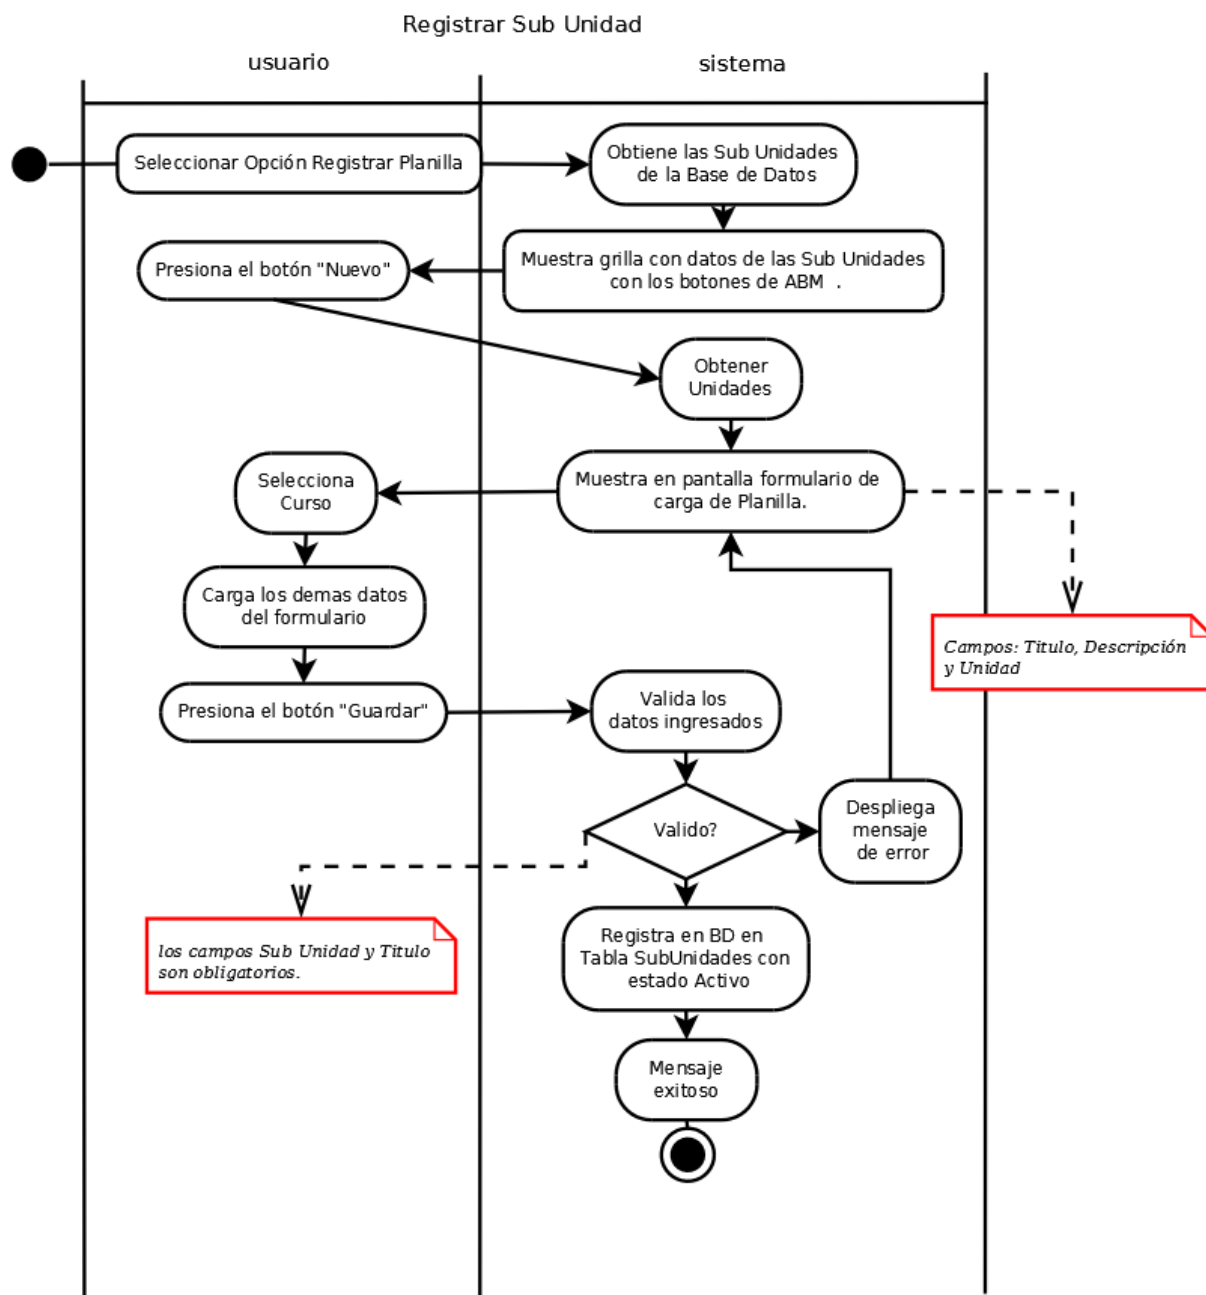 Registrar Sub Unidad
usuario
sistema
Seleccionar Opción Registrar Planilla
Obtiene las Sub Unidades
de la Base de Datos
Presiona el botón "Nuevo"
Muestra grilla con datos de las Sub Unidades
con los botones de ABM .
Obtener
Unidades
Selecciona
Curso
Muestra en pantalla formulario de
carga de Planilla.
Carga los demas datos
del formulario
Campos: Titulo, Descripción
y Unidad
Presiona el botón "Guardar"
Valida los
datos ingresados
Valido?
Despliega
mensaje
de error
los campos Sub Unidad y Titulo
son obligatorios.
Registra en BD en
Tabla SubUnidades con
estado Activo
Mensaje
exitoso